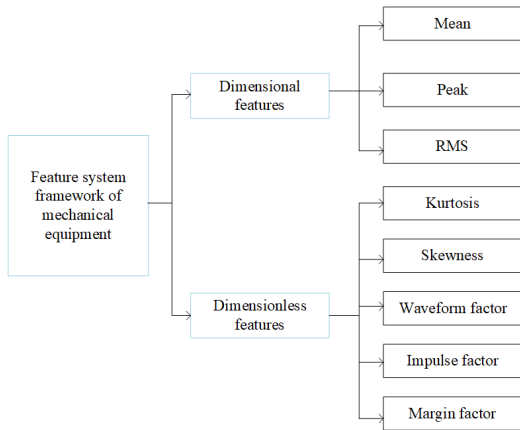 Feature system
framework of
mechanical
equipment
Dimensional
features
Dimensionless
features
Mean
Peak
RMS
Kurtosis
Skewness
Waveform factor
Impulse factor
Margin factor